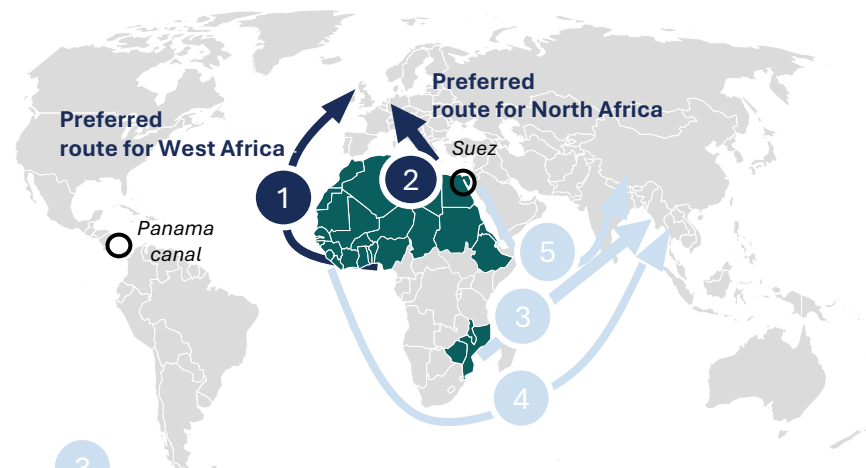 Preferred
route for North Africa
Preferred
route for West Africa
Suez
2
1
Panama
canal
5
3
4